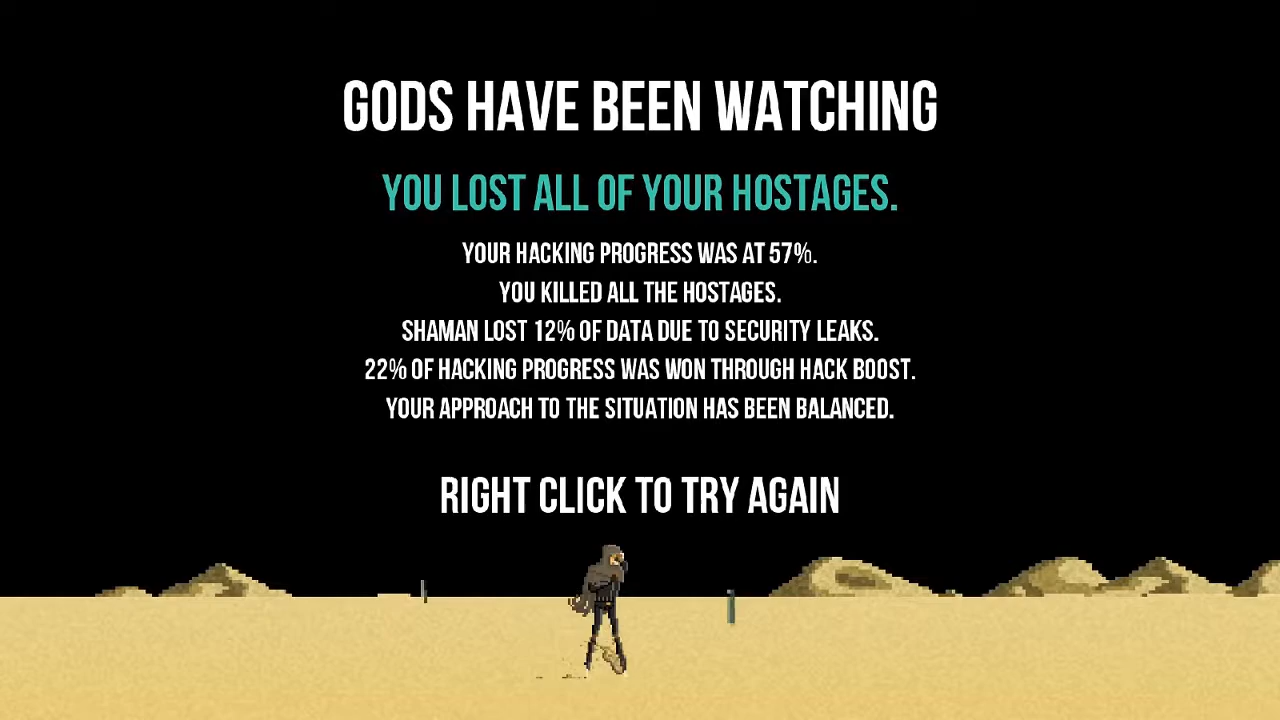 GODS HAVE BEEN WATCHING
YOU LOST ALL OF YOUR HOSTAGES.
YOUR HACKING PROGRESS WAS AT 57%.
YOU KILLED ALL THE HOSTAGES.
SHAMAN LOST 12% OF DATA DUE TO SECURITY LEAKS.
22% OF HACKING PROGRESS WAS WON THROUGH HACK BOOST.
YOUR APPROACH TO THE SITUATION HAS BEEN BALANCED.
RIGHT CLICK TO TRY AGAIN